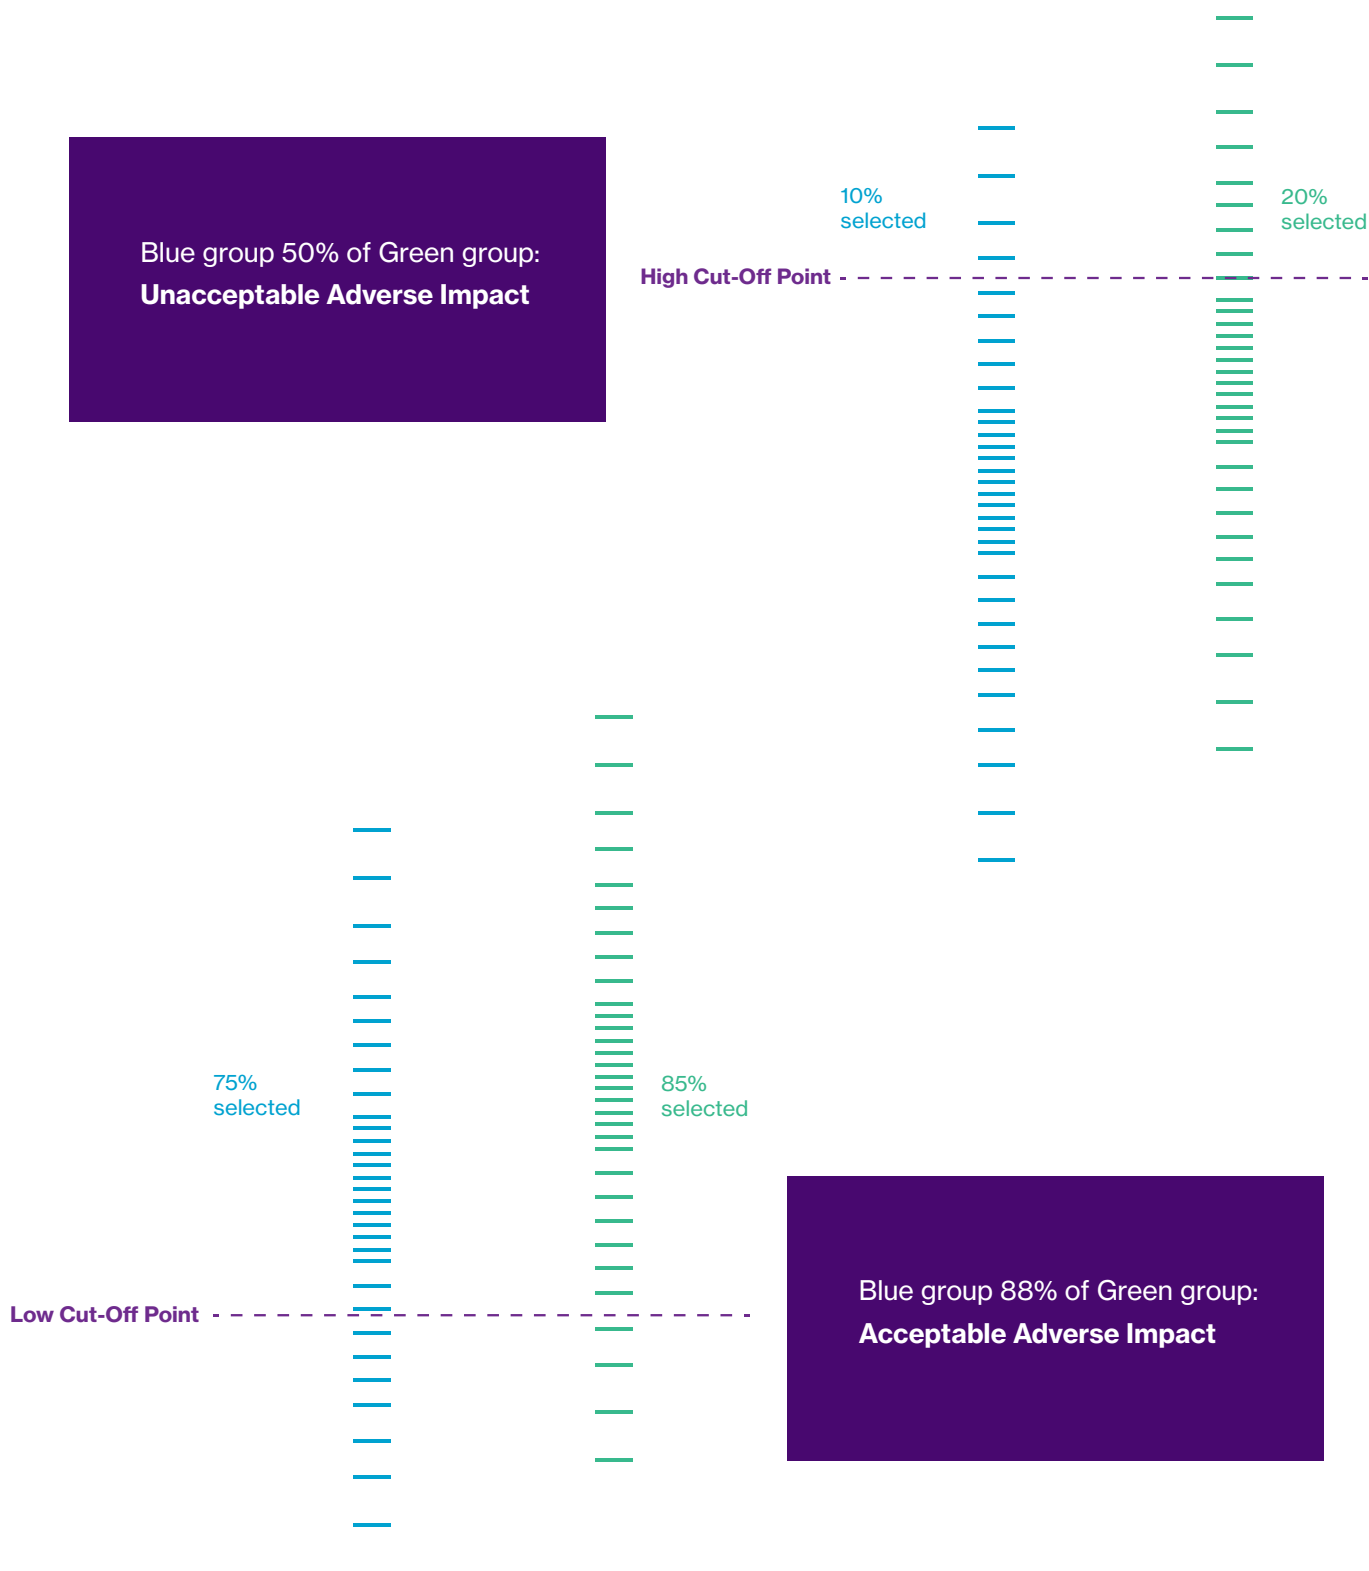 10%
selected
20%
selected
Blue group 50% of Green group:
Unacceptable Adverse Impact
High Cut-Off Point
75%
selected
85%
selected
Low Cut-Off Point
Blue group 88% of Green group:
Acceptable Adverse Impact